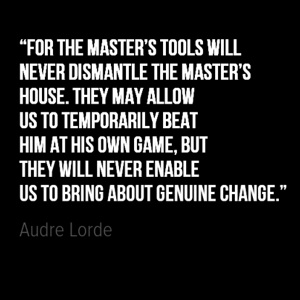 “FOR THE MASTER’S TOOLS WILL
NEVER DISMANTLE THE MASTER’S
HOUSE. THEY MAY ALLOW
US TO TEMPORARILY BEAT
HIM AT HIS OWN GAME, BUT
THEY WILL NEVER ENABLE
US TO BRING ABOUT GENUINE CHANGE.”
Audre Lorde